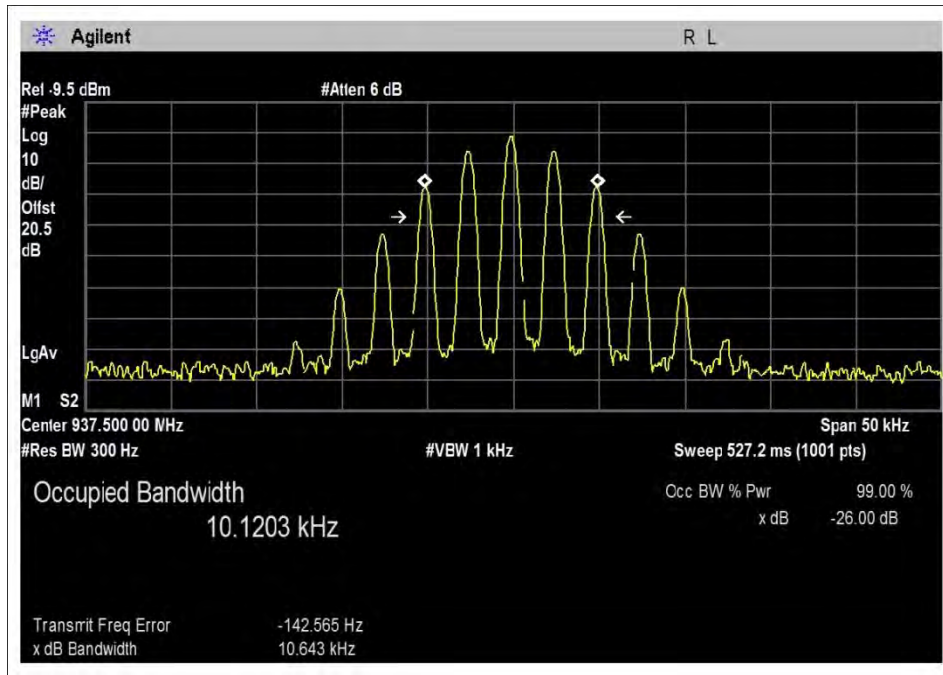 Agilent R L
Rel -9.5 dBm #Atten 6 dB
#Peak
Log
10
dB/
Offst
20.5
dB
LgAv
M1 S2
Center 937.500 00 MHz Span 50 kHz
#Res BW 300 Hz #VBW 1 kHz Sweep 527.2 ms (1001 pts)
Occupied Bandwidth Occ BW % Pwr 99.00 %
10.1203 kHz x dB -26.00 dB
Transmit Freq Error -142.565 Hz
x dB Bandwidth 10.643 kHz